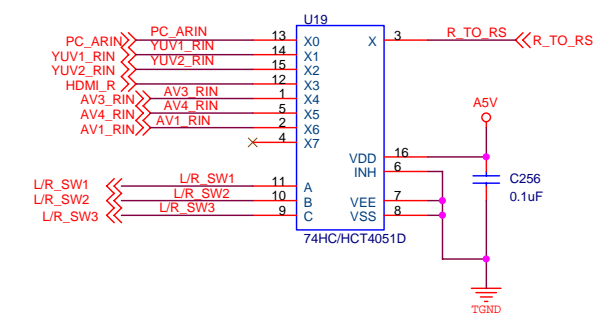 U19
PC_ARIN PC_ARIN 13 X0 X 3 R_TO_RS R_TO_RS
YUV1_RIN YUV1_RIN 14 X1
YUV2_RIN YUV2_RIN 15 X2
HDMI_R 12 X3
AV3_RIN AV3_RIN 1 X4
AV4_RIN AV4_RIN 5 X5
AV1_RIN AV1_RIN 2 X6
4 X7
A5V
VDD 16
INH 6
L/R_SW1 L/R_SW1 11 A
C256
L/R_SW2 L/R_SW2 10 B VEE 7
0.1uF
L/R_SW3 L/R_SW3 9 C VSS 8
74HC/HCT4051D
TGND